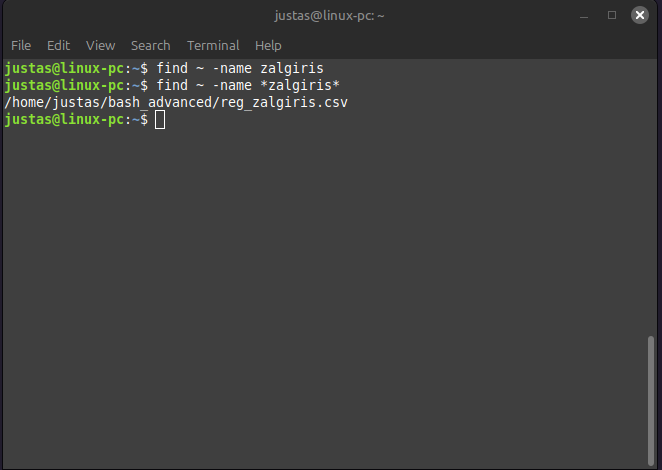 justas@linux-pc: ~
File Edit View Search Terminal Help
justas@linux-pc:~$ find ~ -name zalgiris
justas@linux-pc:~$ find ~ -name *zalgiris*
/home/justas/bash_advanced/reg_zalgiris.csv
justas@linux-pc:~$